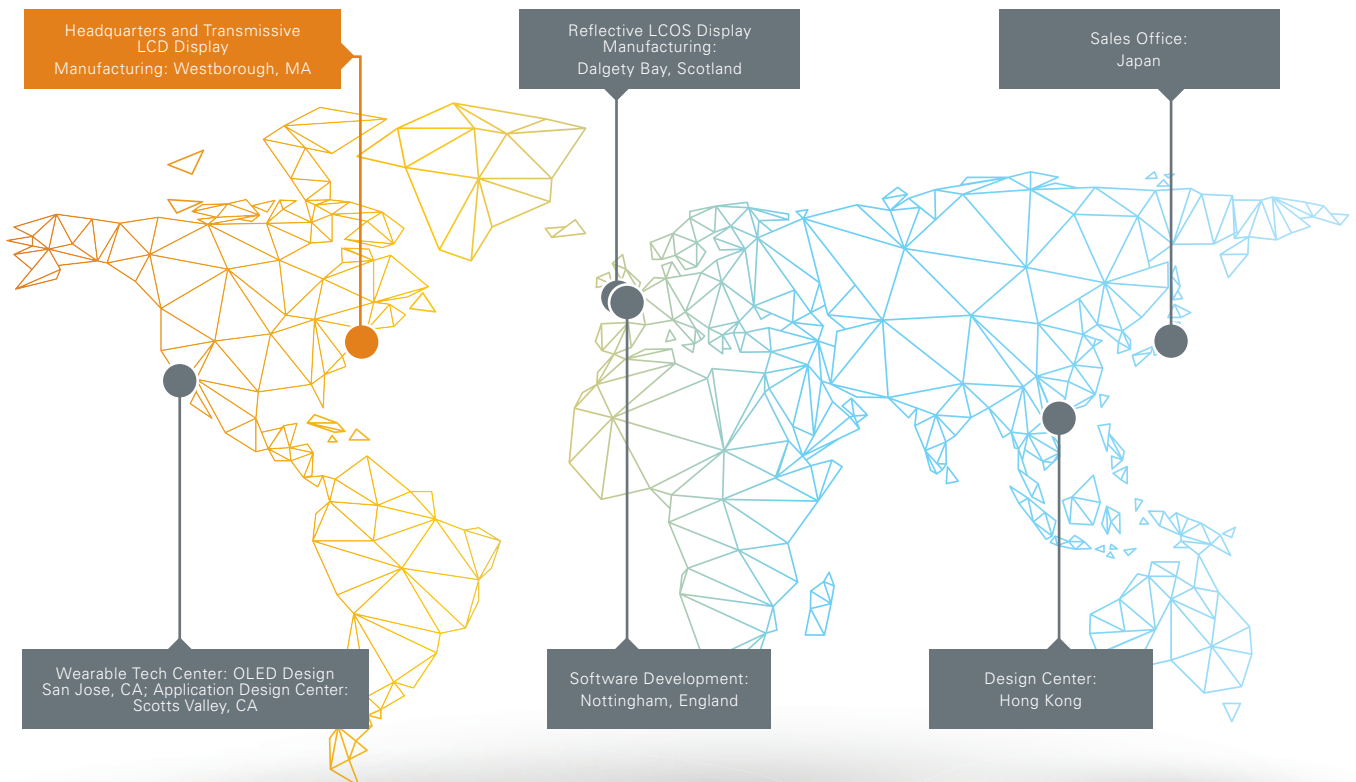 Headquarters and Transmissive
LCD Display
Manufacturing: Westborough, MA
Reflective LCOS Display
Manufacturing:
Dalgety Bay, Scotland
Sales Office:
Japan
Wearable Tech Center: OLED Design
San Jose, CA; Application Design Center:
Scotts Valley, CA
Software Development:
Nottingham, England
Design Center:
Hong Kong